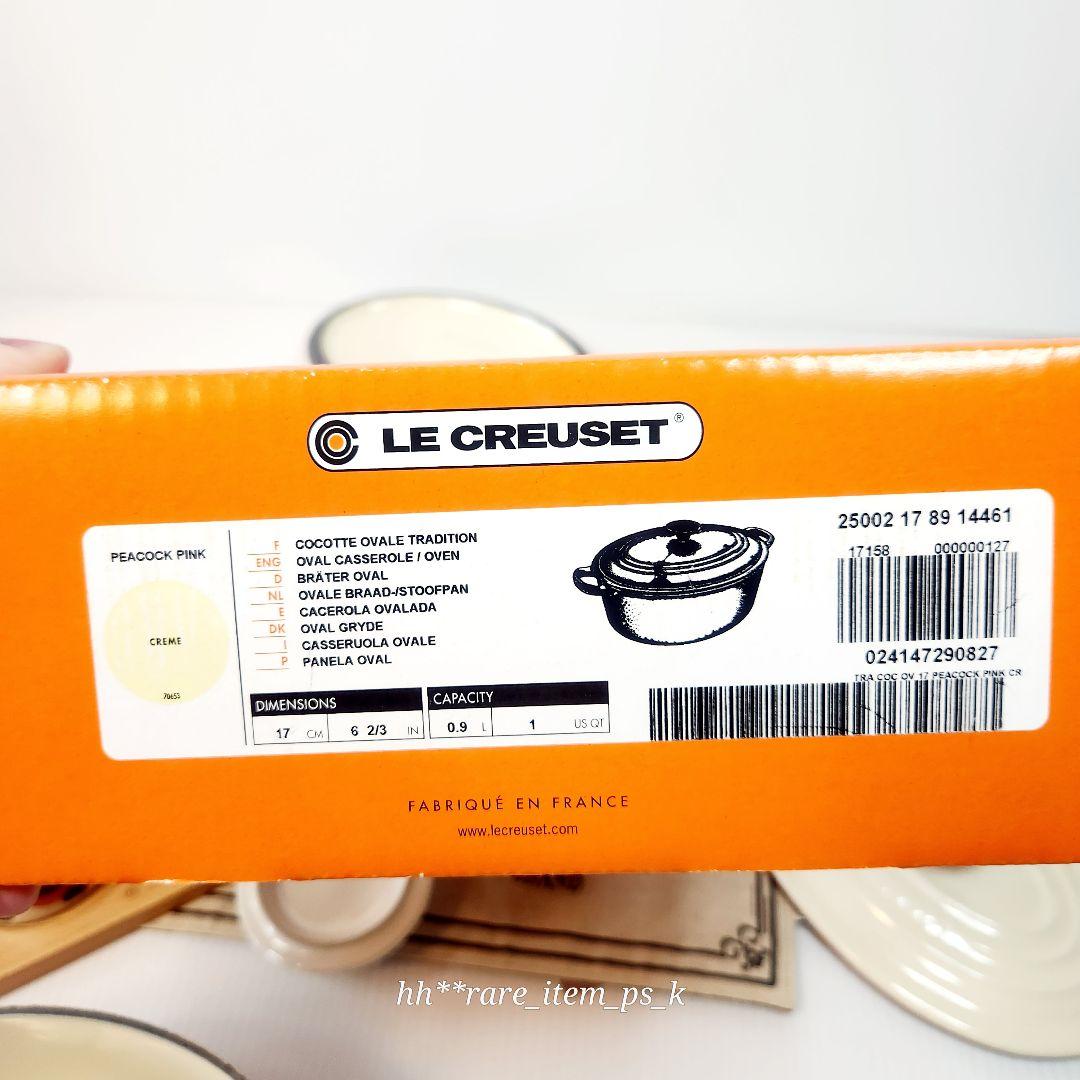 LE CREUSET®
PEACOCK PINK
CREME
70653
F COCOTTE OVALE TRADITION
ENG OVAL CASSEROLE / OVEN
D BRÄTER OVAL
NL OVALE BRAAD-/STOOFPAN
E CACEROLA OVALADA
DK OVAL GRYDE
I CASSERUOLA OVALE
P PANELA OVAL
DIMENSIONS
17 CM 6 2/3 IN
CAPACITY
0.9 L 1 US QT
25002 17 89 14461
17158 000000127
024147290827
TRA COC OV 17 PEACOCK PINK CR
FABRIQUÉ EN FRANCE
www.lecreuset.com
hh**rare_item_ps_k